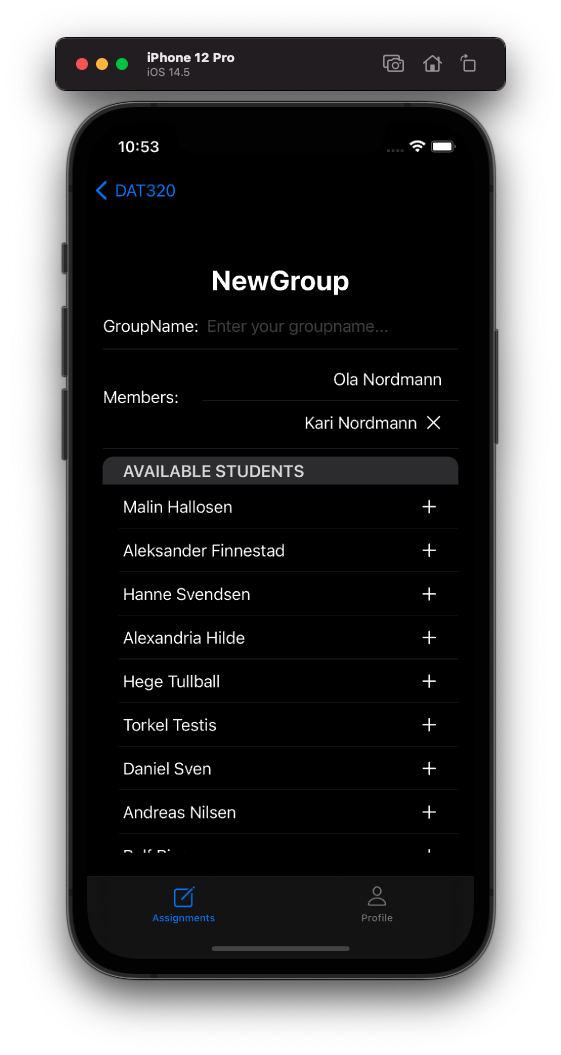 iPhone 12 Pro
iOS 14.5
10:53
DAT320
NewGroup
GroupName: Enter your groupname...
Ola Nordmann
Members:
Kari Nordmann
AVAILABLE STUDENTS
Malin Hallosen
Aleksander Finnestad
Hanne Svendsen
Alexandria Hilde
Hege Tullball
Torkel Testis
Daniel Sven
Andreas Nilsen
Assignments
Profile